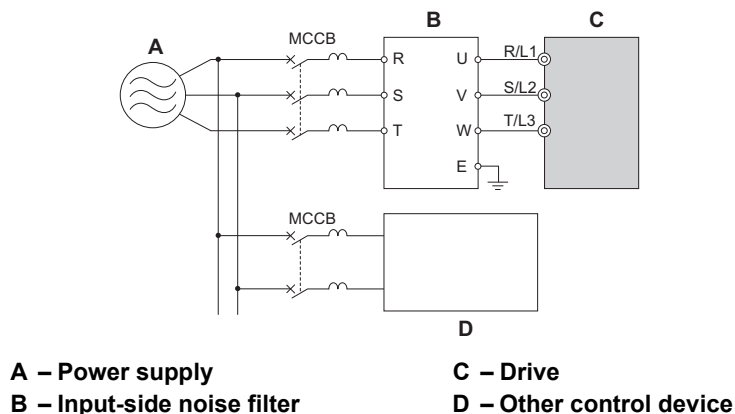 B
C
A
MCCB
R U R/L1
S V S/L2
T W T/L3
E
MCCB
D
A – Power supply
B – Input-side noise filter
C – Drive
D – Other control device